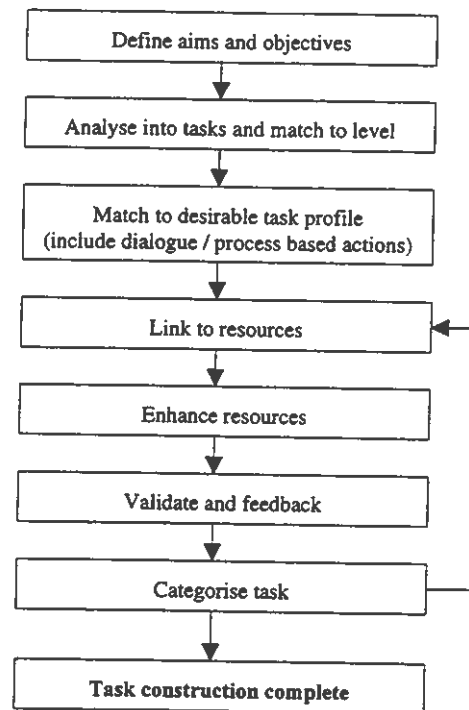 Define aims and objectives
Analyse into tasks and match to level
Match to desirable task profile
(include dialogue / process based actions)
Link to resources
Enhance resources
Validate and feedback
Categorise task
Task construction complete